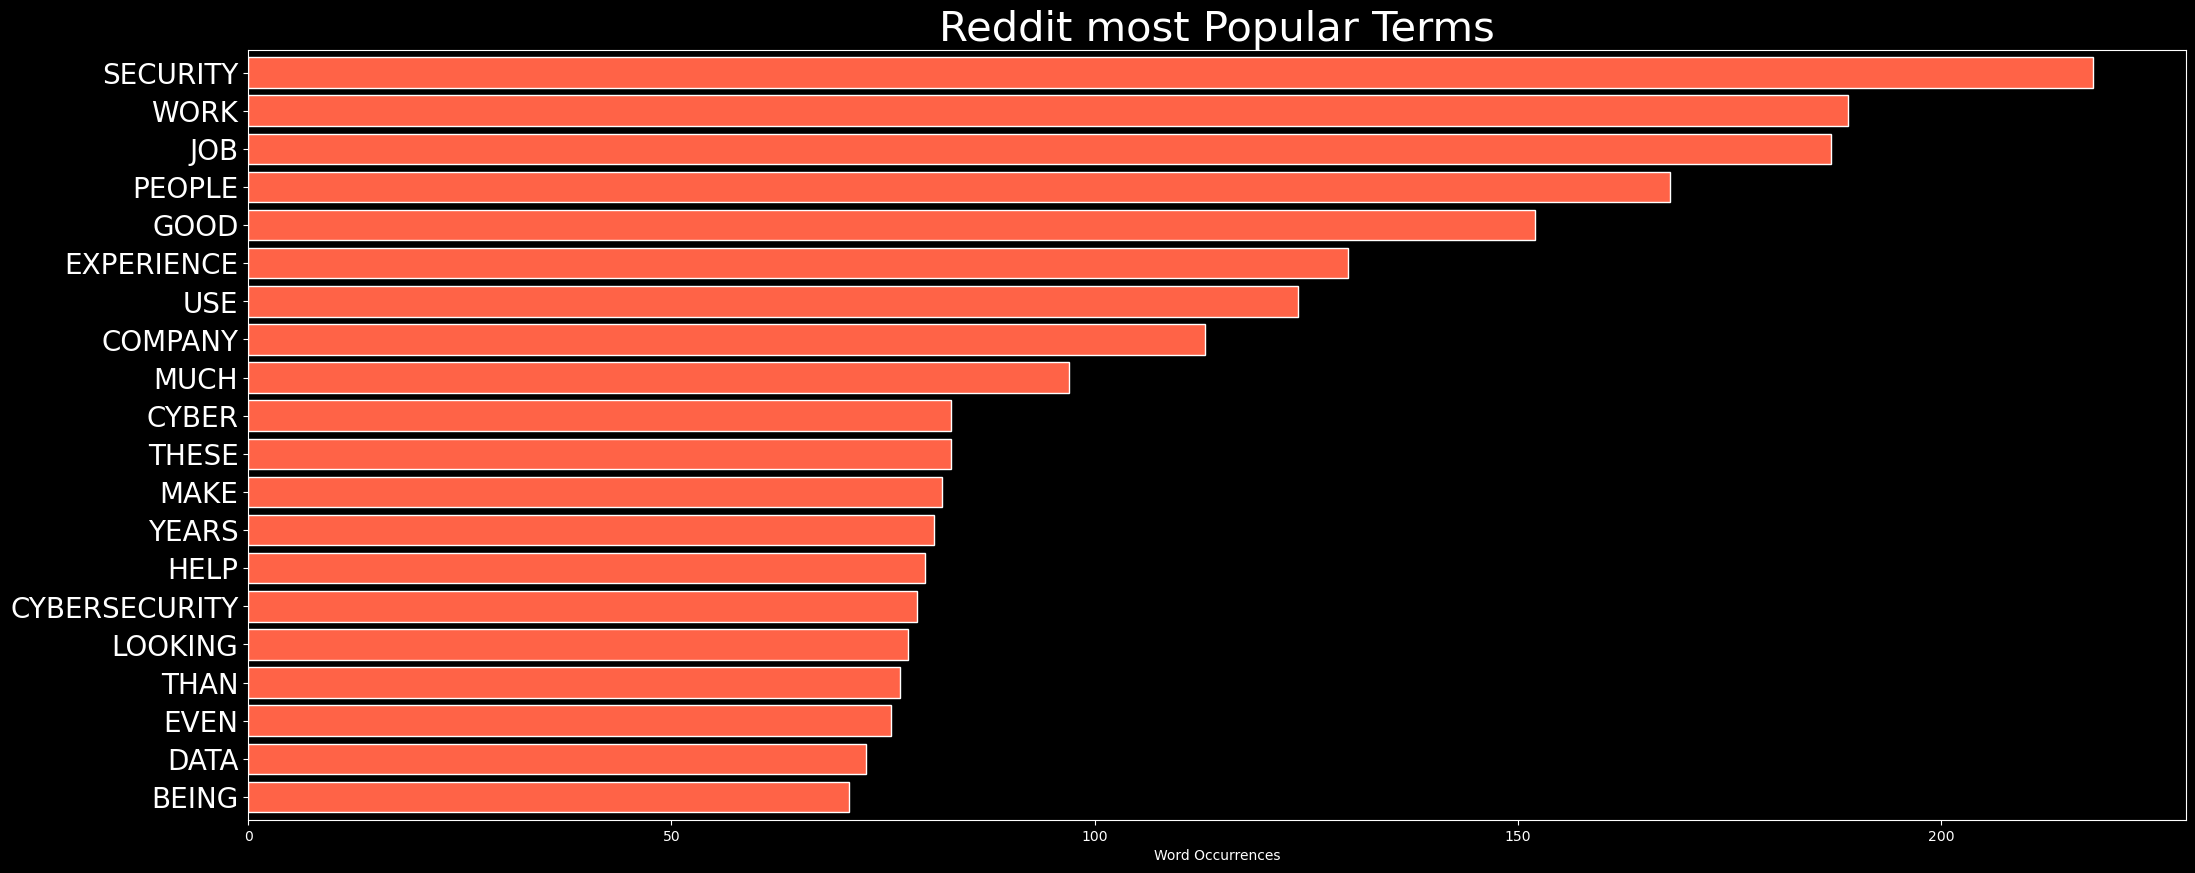 Reddit most Popular Terms
SECURITY
WORK
JOB
PEOPLE
GOOD
EXPERIENCE
USE
COMPANY
MUCH
CYBER
THESE
MAKE
YEARS
HELP
CYBERSECURITY
LOOKING
THAN
EVEN
DATA
BEING
0 50 100 150 200
Word Occurrences